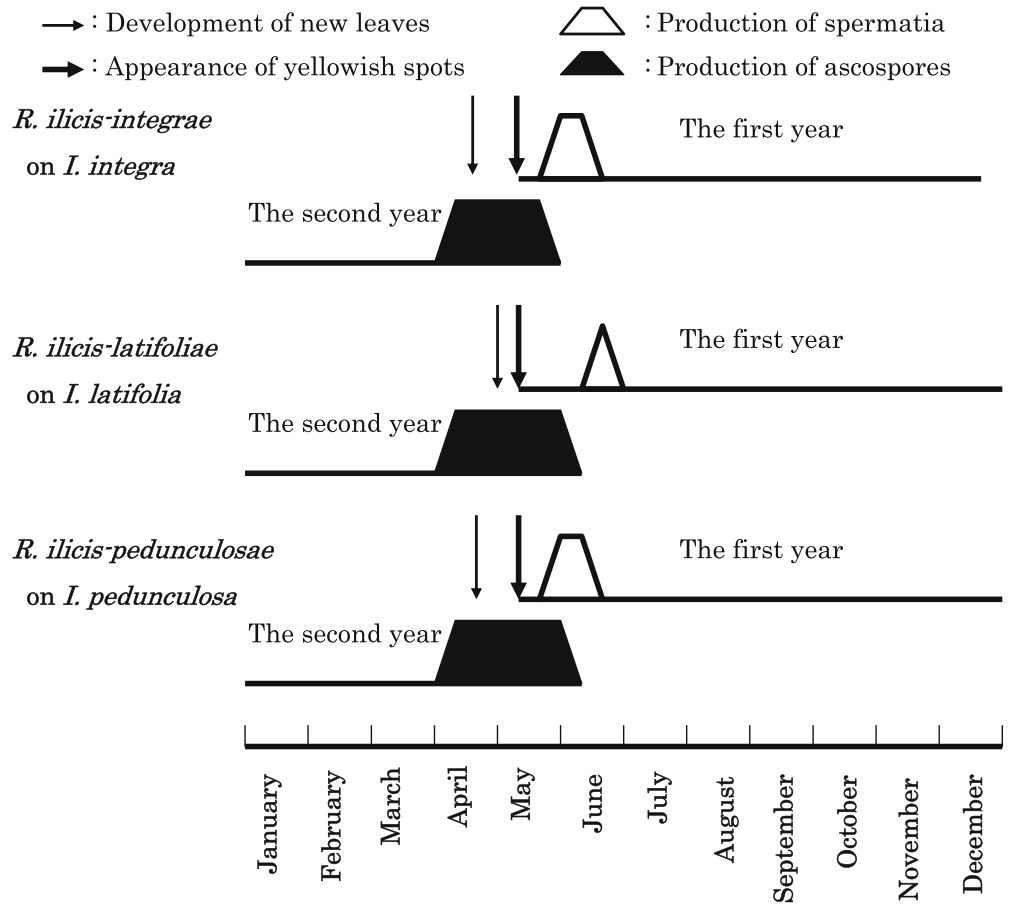 : Development of new leaves
: Production of spermatia
: Appearance of yellowish spots
: Production of ascospores
R. ilicis-integrae
on I. integra
The first year
The second year
R. ilicis-latifoliae
on I. latifolia
The first year
The second year
R. ilicis-pedunculosae
on I. pedunculosa
The first year
The second year
January
February
March
April
May
June
July
August
September
October
November
December